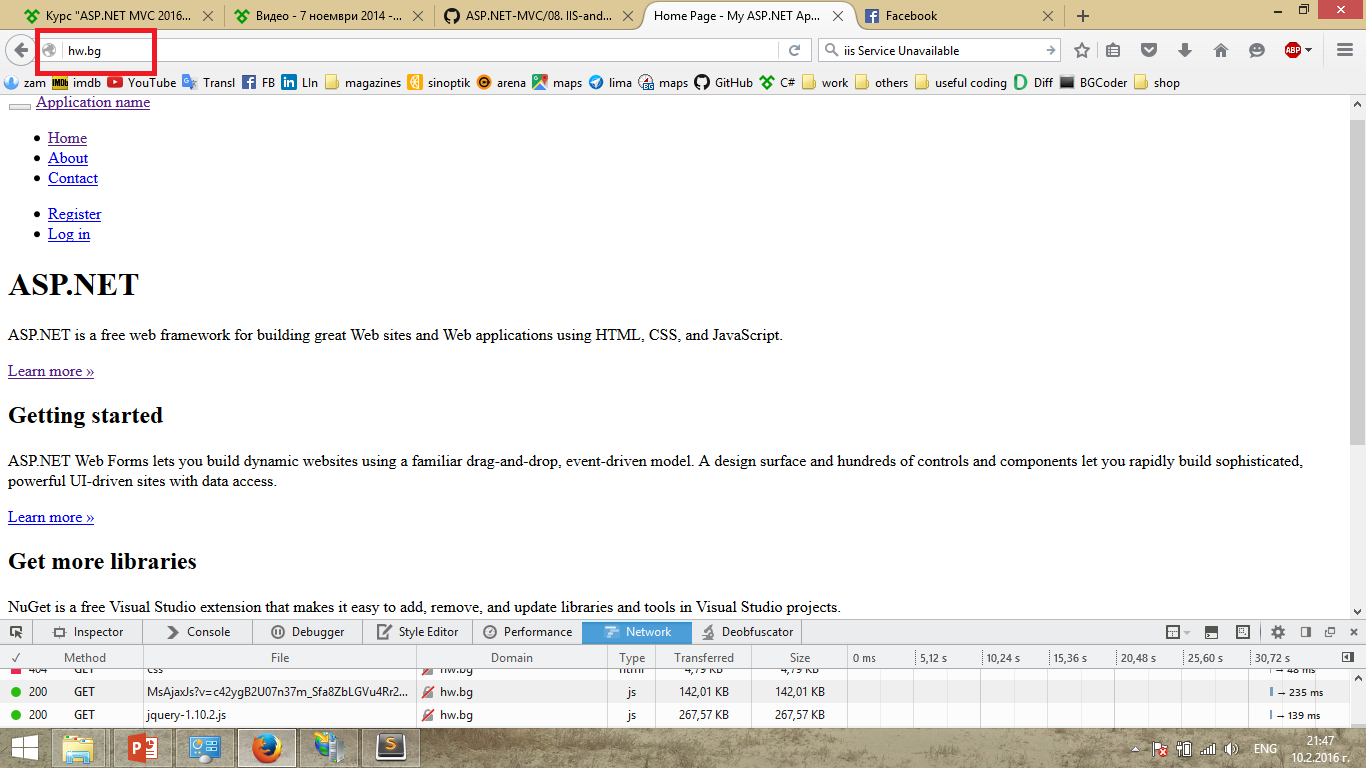 Курс "ASP.NET MVC 2016...
Видео - 7 ноември 2014 -...
ASP.NET-MVC/08. IIS-and...
Home Page - My ASP.NET Ap...
Facebook
hw.bg
iis Service Unavailable
ABP
zam
IMDb imdb
YouTube
Transl
FB
LIn
magazines
sinoptik
arena
maps
lima
maps
GitHub
C#
work
others
useful coding
Diff
BGCoder
shop
Application name
Home
About
Contact
Register
Log in
ASP.NET
ASP.NET is a free web framework for building great Web sites and Web applications using HTML, CSS, and JavaScript.
Learn more »
Getting started
ASP.NET Web Forms lets you build dynamic websites using a familiar drag-and-drop, event-driven model. A design surface and hundreds of controls and components let you rapidly build sophisticated,
powerful UI-driven sites with data access.
Learn more »
Get more libraries
NuGet is a free Visual Studio extension that makes it easy to add, remove, and update libraries and tools in Visual Studio projects.
Inspector
Console
Debugger
Style Editor
Performance
Network
Deobfuscator
✓ Method File Domain Type Transferred Size 0 ms 5,12 s 10,24 s 15,36 s 20,48 s 25,60 s 30,72 s
404 GET css hw.bg html 4,79 KB 4,79 KB → 48 ms
200 GET MsAjaxJs?v=c42ygB2U07n37m_Sfa8ZbLGVu4Rr2... hw.bg js 142,01 KB 142,01 KB → 235 ms
200 GET jquery-1.10.2.js hw.bg js 267,57 KB 267,57 KB → 139 ms
ENG
21:47
10.2.2016 г.